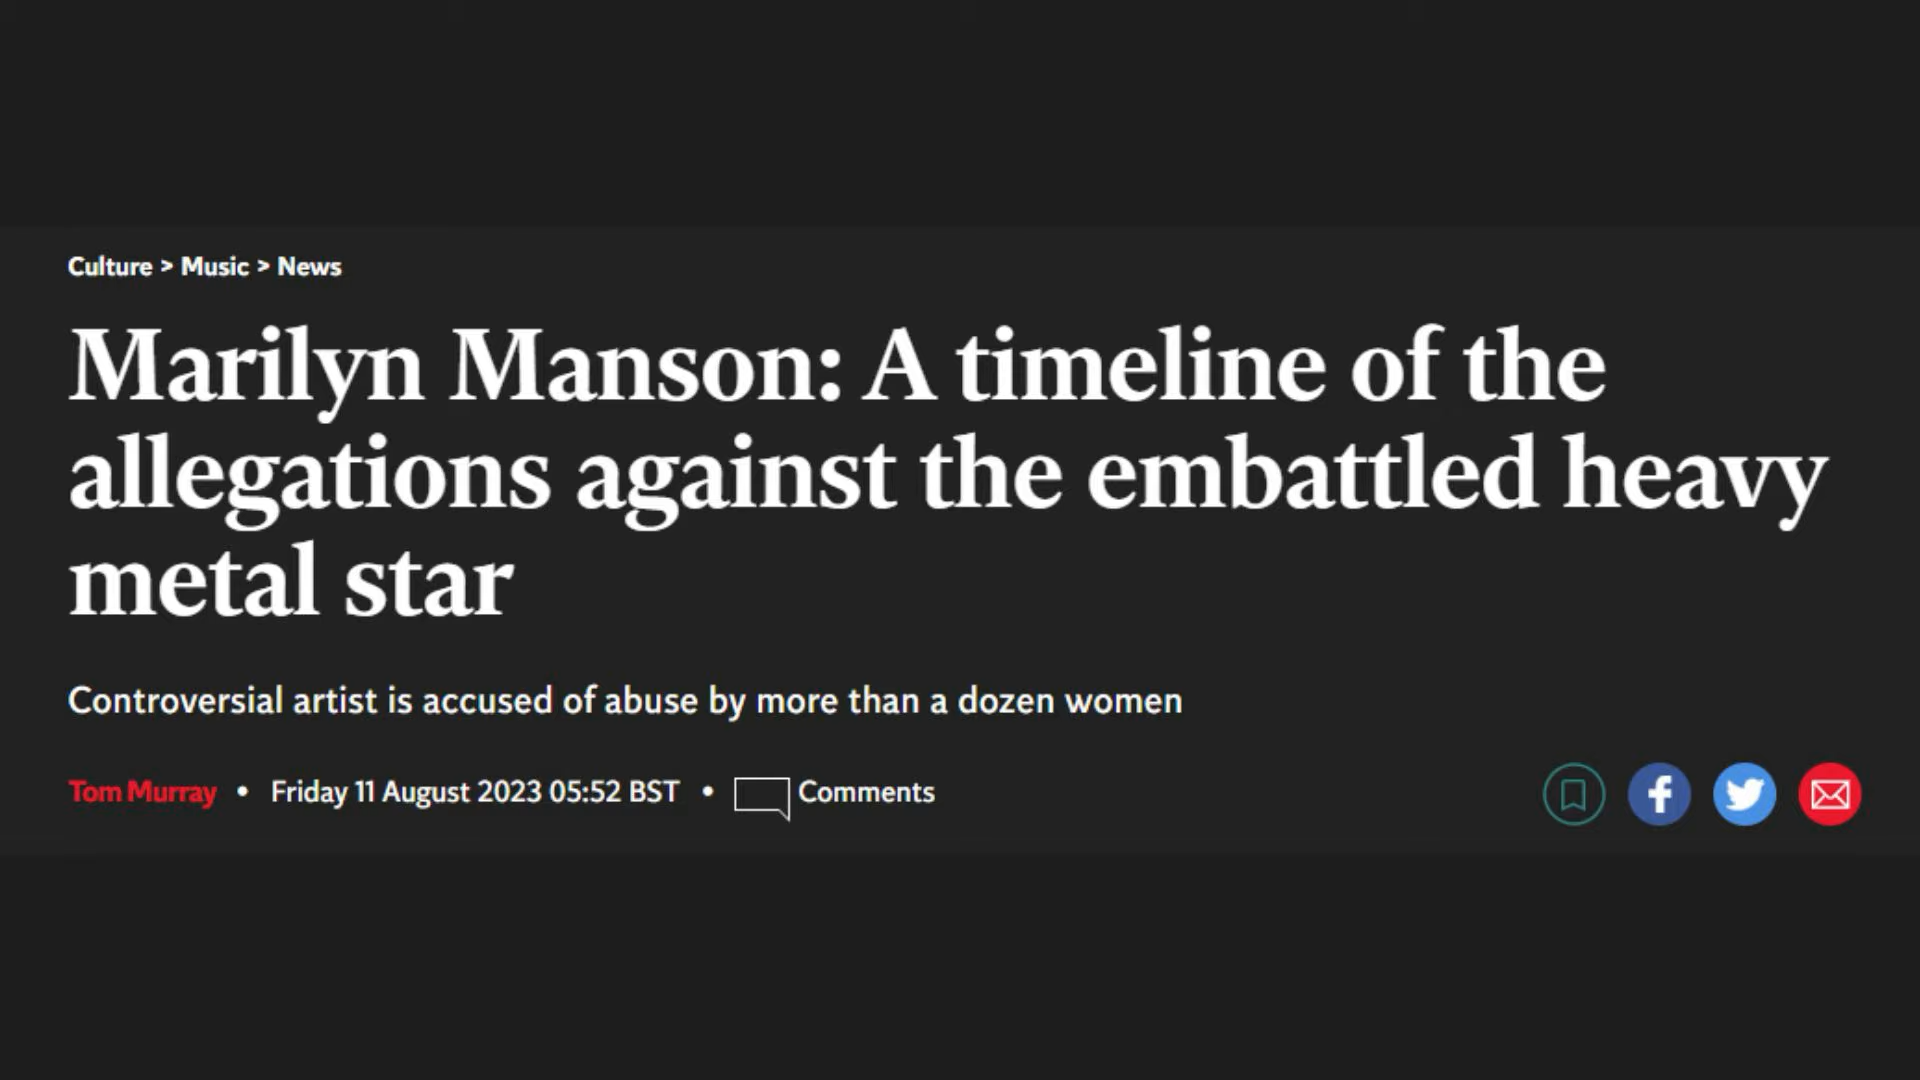 Culture > Music > News
Marilyn Manson: A timeline of the
allegations against the embattled heavy
metal star
Controversial artist is accused of abuse by more than a dozen women
Tom Murray • Friday 11 August 2023 05:52 BST • Comments